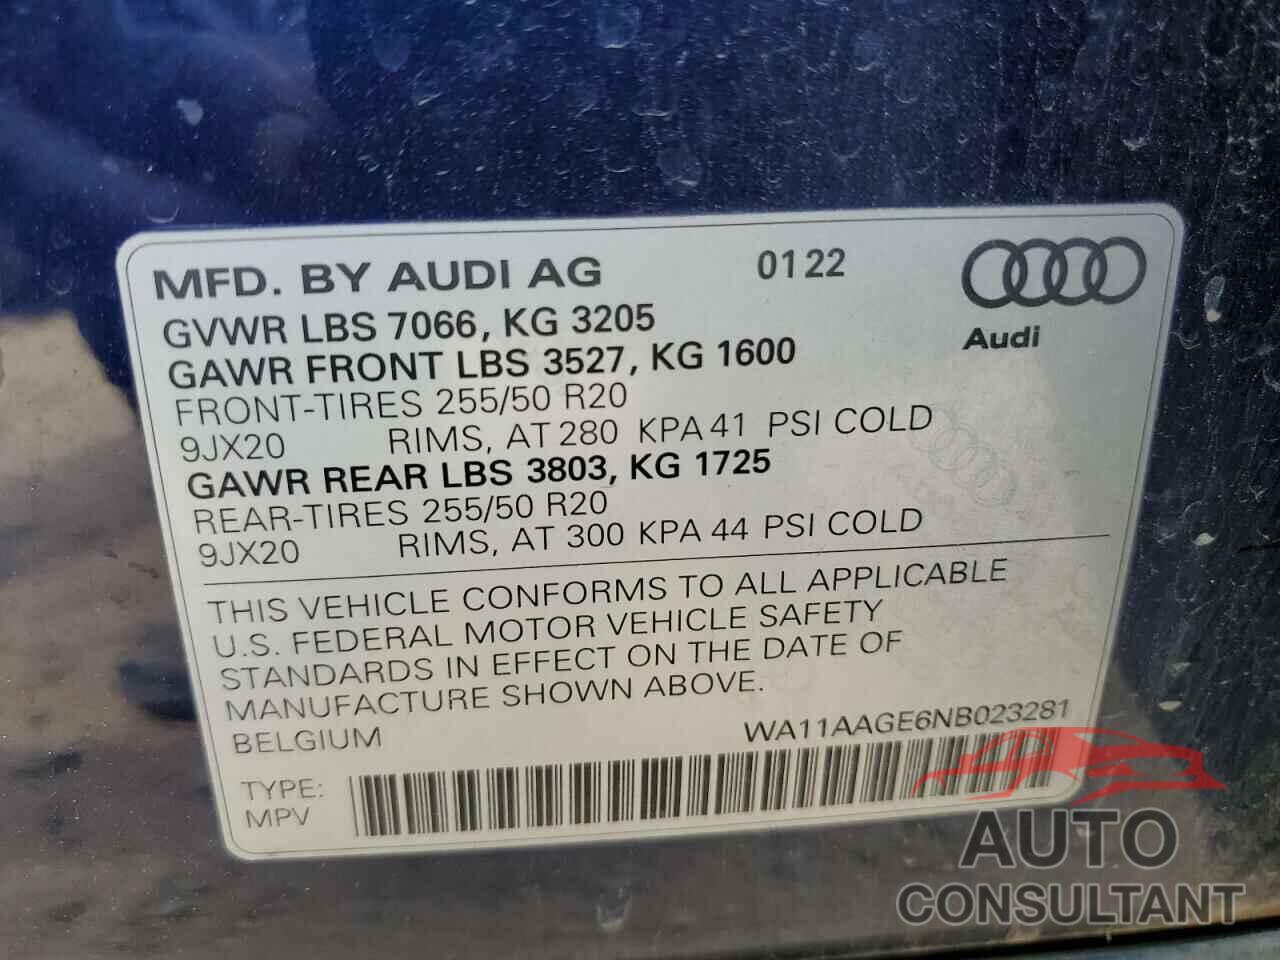 MFD. BY AUDI AG 01 22
Audi
GVWR LBS 7066, KG 3205
GAWR FRONT LBS 3527, KG 1600
FRONT-TIRES 255/50 R20
9JX20 RIMS, AT 280 KPA 41 PSI COLD
GAWR REAR LBS 3803, KG 1725
REAR-TIRES 255/50 R20
9JX20 RIMS, AT 300 KPA 44 PSI COLD
THIS VEHICLE CONFORMS TO ALL APPLICABLE
U.S. FEDERAL MOTOR VEHICLE SAFETY
STANDARDS IN EFFECT ON THE DATE OF
MANUFACTURE SHOWN ABOVE.
BELGIUM WA11AAGE6NB023281
TYPE:
MPV
AUTO
CONSULTANT